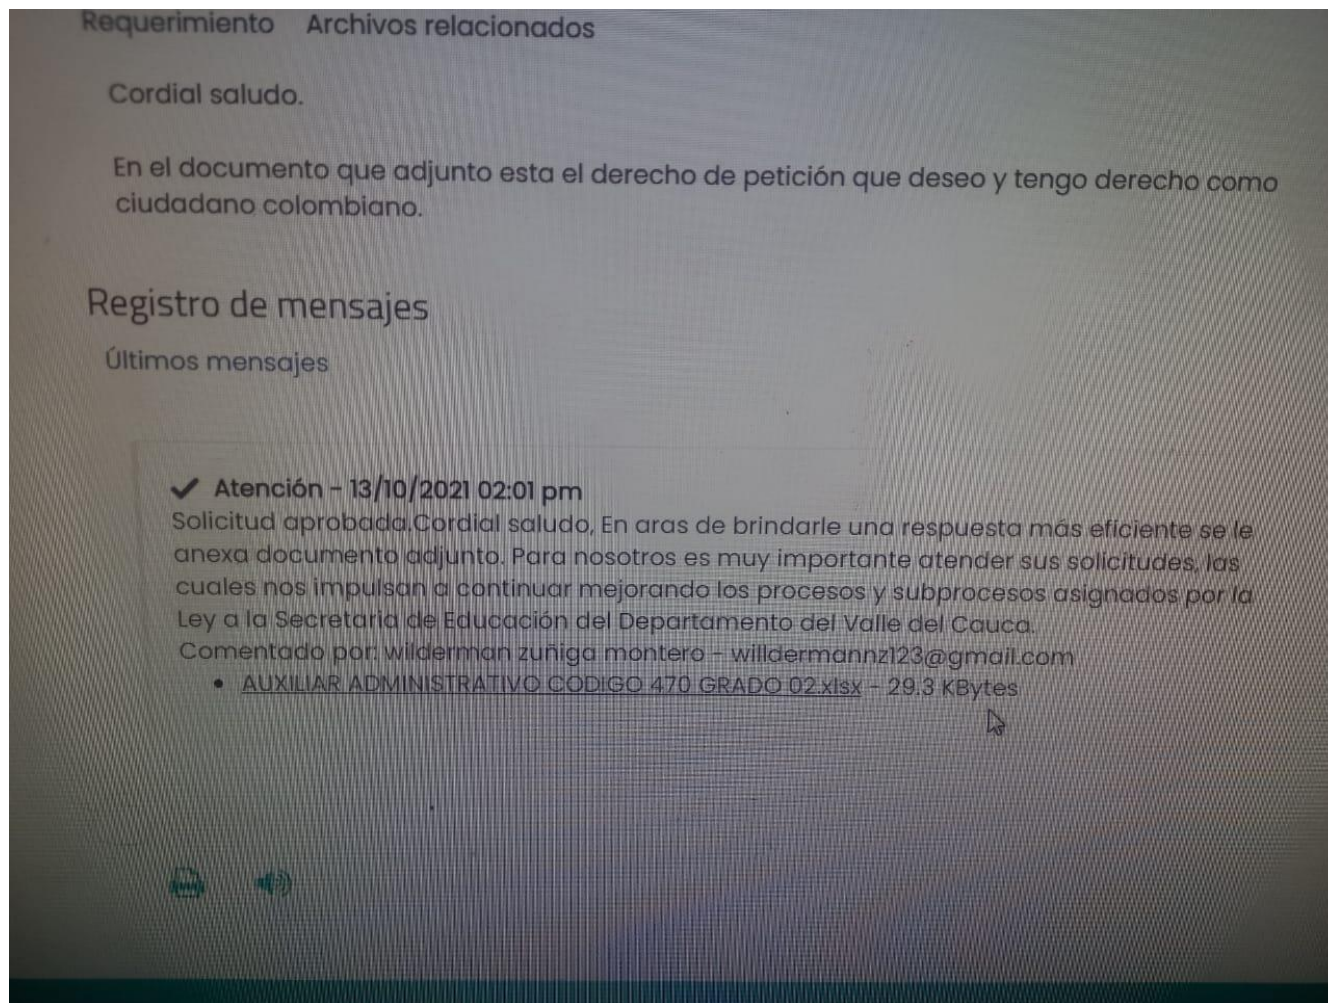 Requerimiento Archivos relacionados
Cordial saludo.
En el documento que adjunto esta el derecho de petición que deseo y tengo derecho como
ciudadano colombiano.
Registro de mensajes
Últimos mensajes
✓ Atención - 13/10/2021 02:01 pm
Solicitud aprobada.Cordial saludo, En aras de brindarle una respuesta más eficiente se le
anexa documento adjunto. Para nosotros es muy importante atender sus solicitudes, las
cuales nos impulsan a continuar mejorando los procesos y subprocesos asignados por la
Ley a la Secretaria de Educación del Departamento del Valle del Cauca.
Comentado por: wilderman zuñiga montero - willdermannz123@gmail.com
• AUXILIAR ADMINISTRATIVO CODIGO 470 GRADO 02.xlsx - 29.3 KBytes